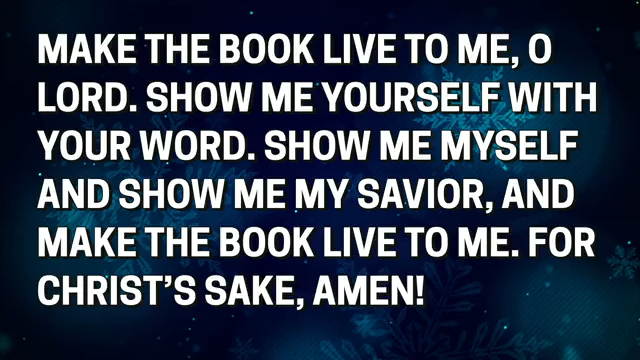 MAKE THE BOOK LIVE TO ME, O
LORD. SHOW ME YOURSELF WITH
YOUR WORD. SHOW ME MYSELF
AND SHOW ME MY SAVIOR, AND
MAKE THE BOOK LIVE TO ME. FOR
CHRIST’S SAKE, AMEN!